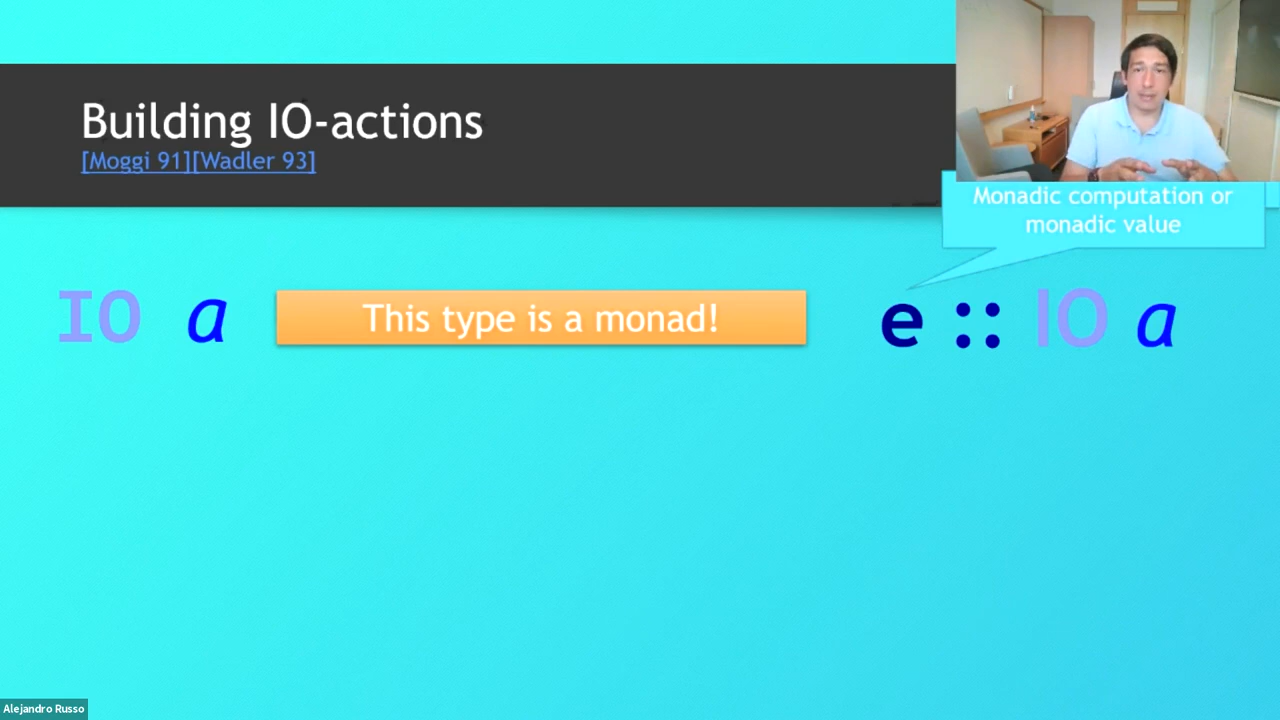 Building IO-actions
[Moggi 91][Wadler 93]
Monadic computation or
monadic value
IO a
This type is a monad!
e :: IO a
Alejandro Russo